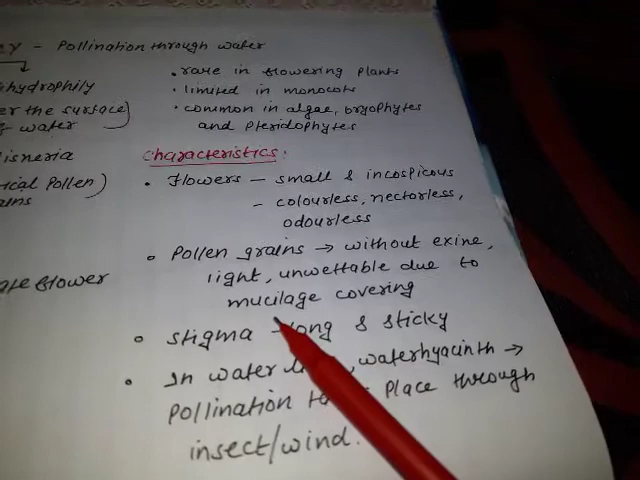 - Pollination through water
hydrophily
er the surface
water
isneria
ical Pollen
ains
ale flower
• rare in flowering plants
• limited in monocots
• common in algae, bryophytes
and Pteridophytes
Characteristics:
• Flowers - small & incospicous
- colourless, nectorless,
odourless
• Pollen grains → without exine,
light, unwettable due to
mucilage covering
• Stigma - long & sticky
• In water, waterhyacinth →
Pollination Place through
insect/wind.